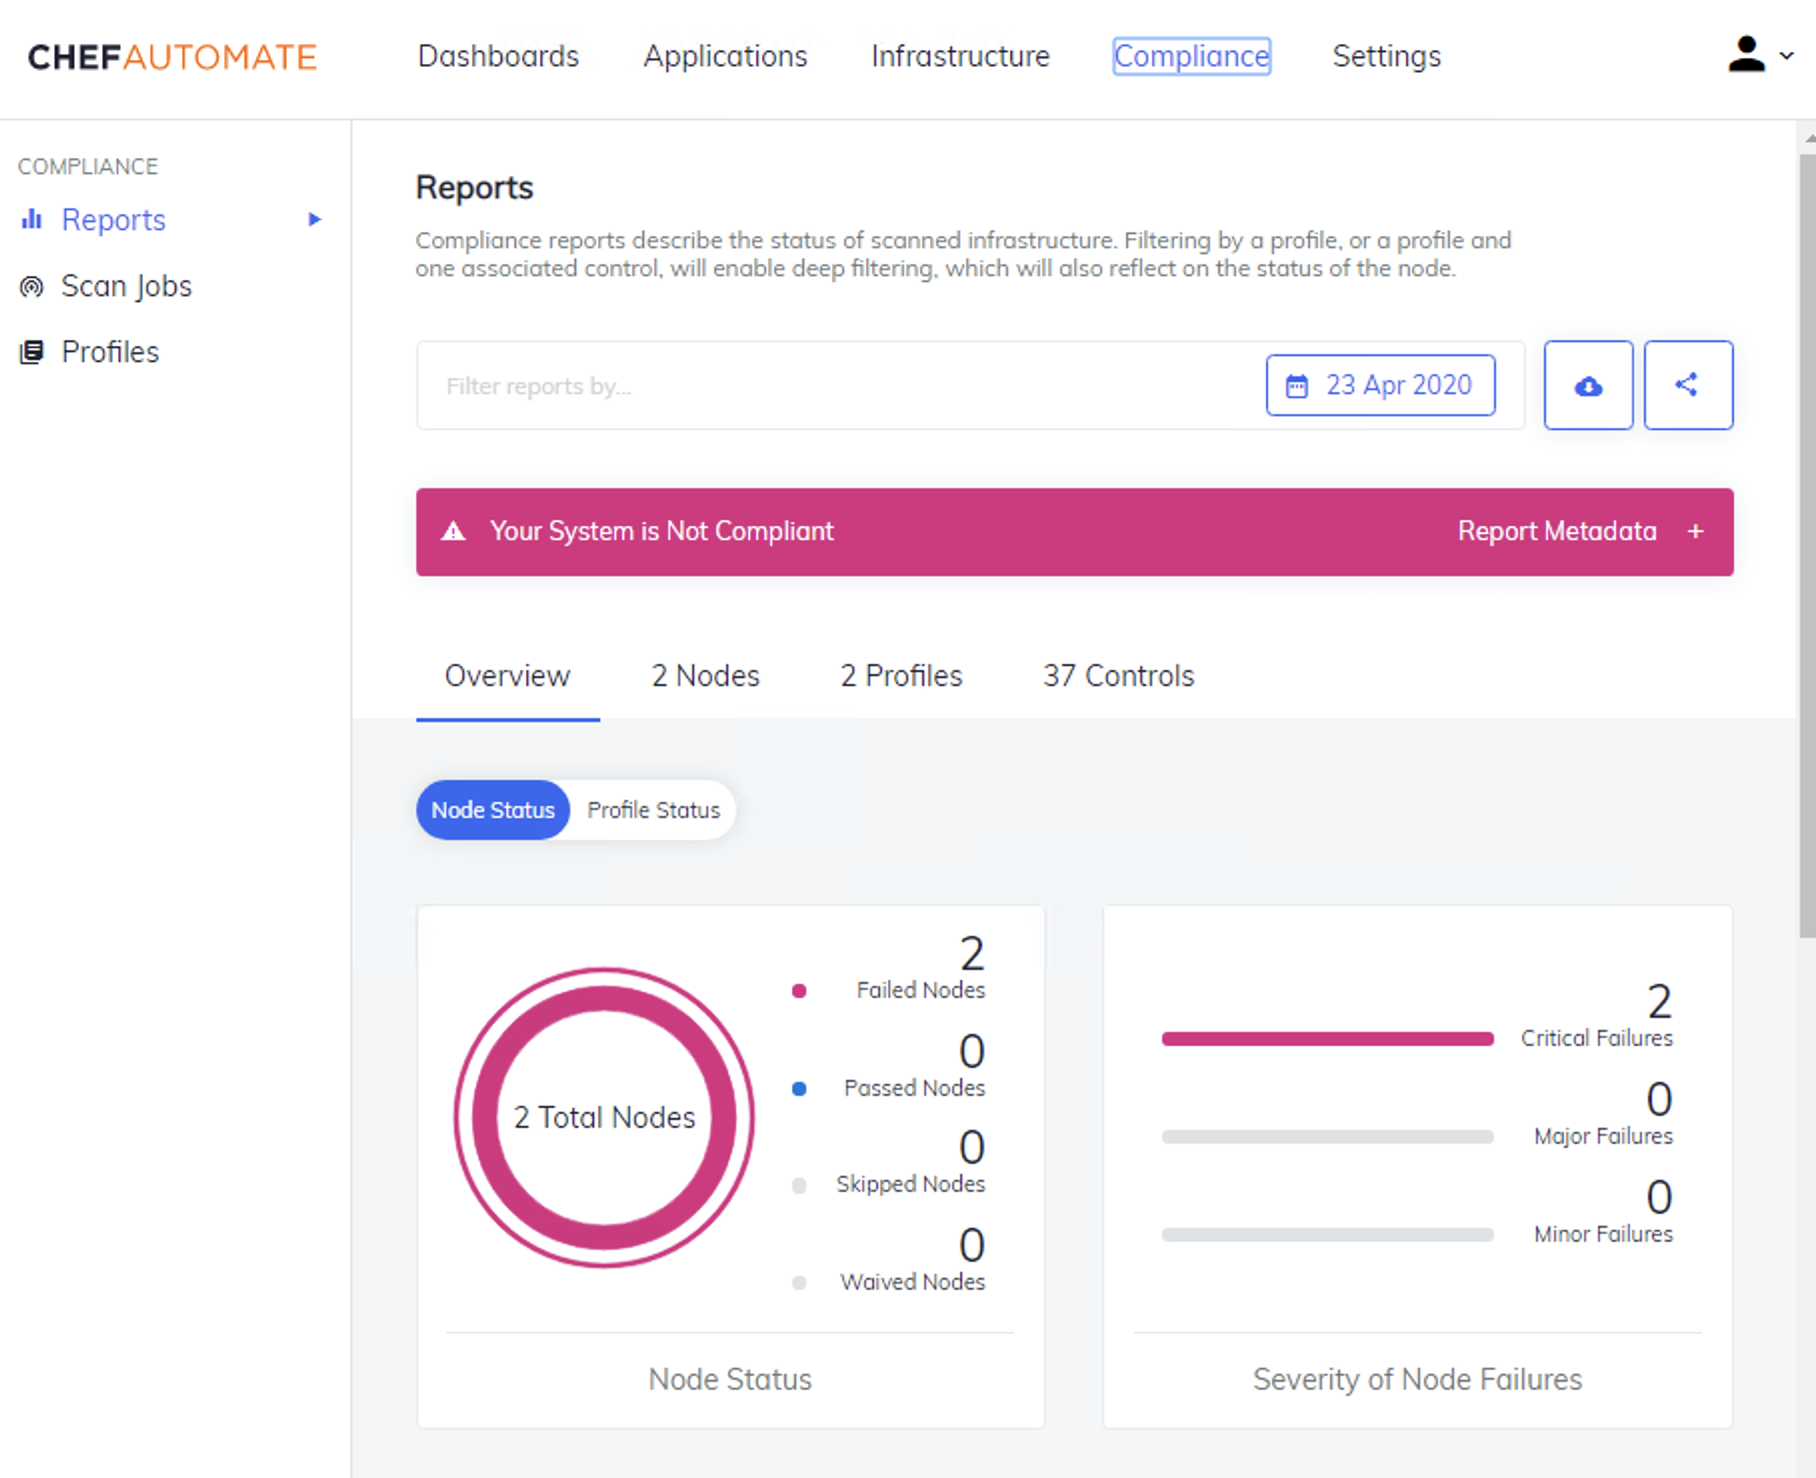 CHEFAUTOMATE
Dashboards
Applications
Infrastructure
Compliance
Settings
COMPLIANCE
Reports
Scan Jobs
Profiles
Reports
Compliance reports describe the status of scanned infrastructure. Filtering by a profile, or a profile and
one associated control, will enable deep filtering, which will also reflect on the status of the node.
Filter reports by...
23 Apr 2020
Your System is Not Compliant
Report Metadata +
Overview
2 Nodes
2 Profiles
37 Controls
Node Status
Profile Status
2 Total Nodes
2
Failed Nodes
0
Passed Nodes
0
Skipped Nodes
0
Waived Nodes
Node Status
2
Critical Failures
0
Major Failures
0
Minor Failures
Severity of Node Failures